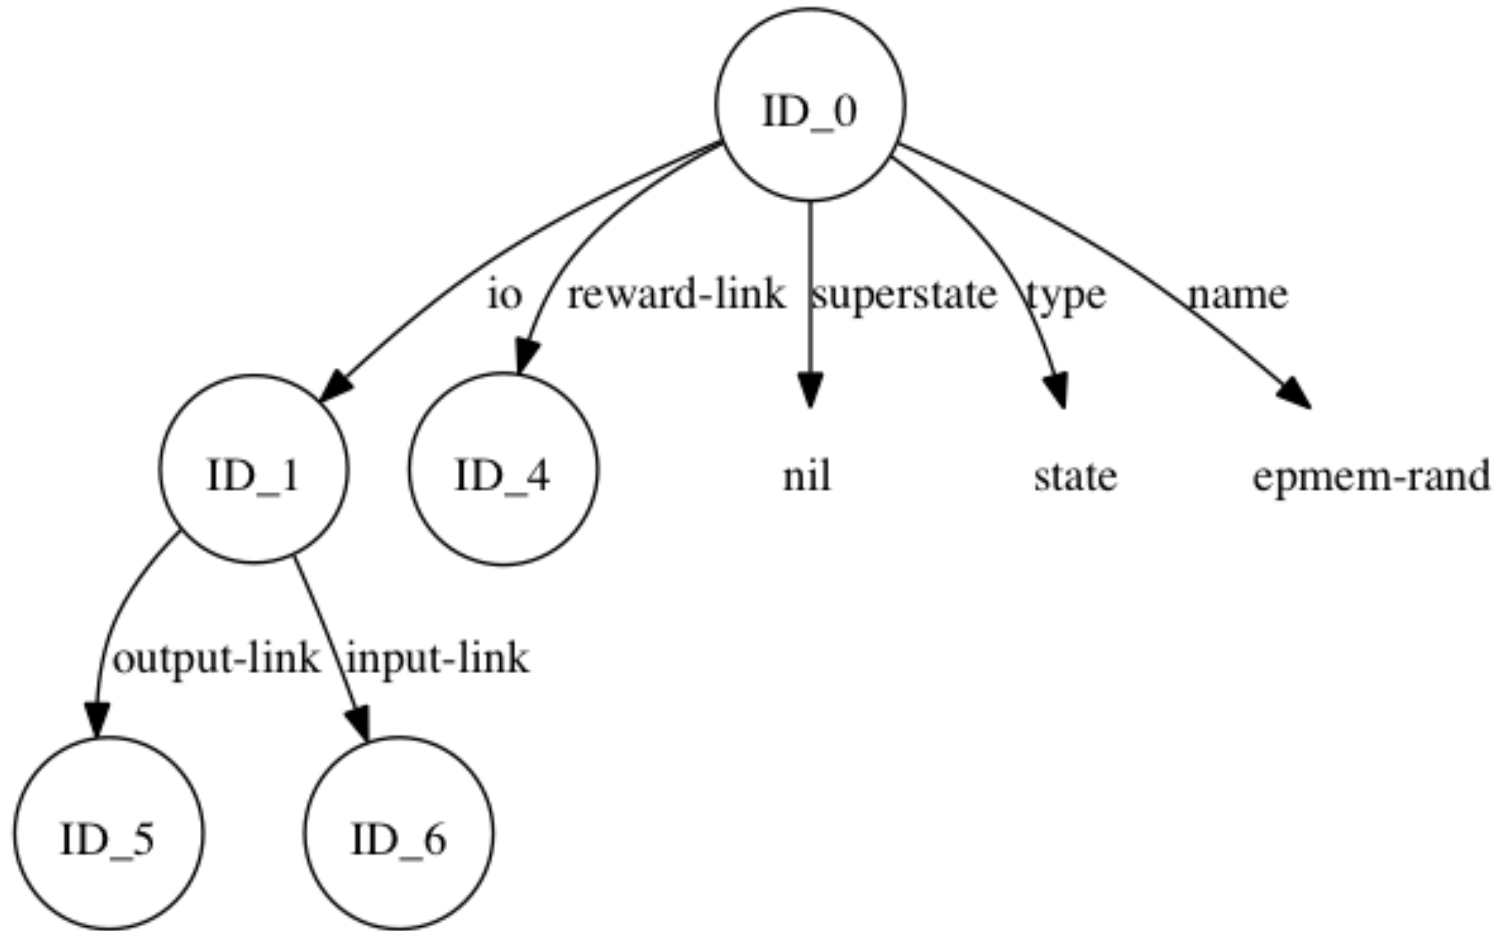 ID_0
io
reward-link
superstate
type
name
ID_1
ID_4
nil
state
epmem-rand
output-link
input-link
ID_5
ID_6